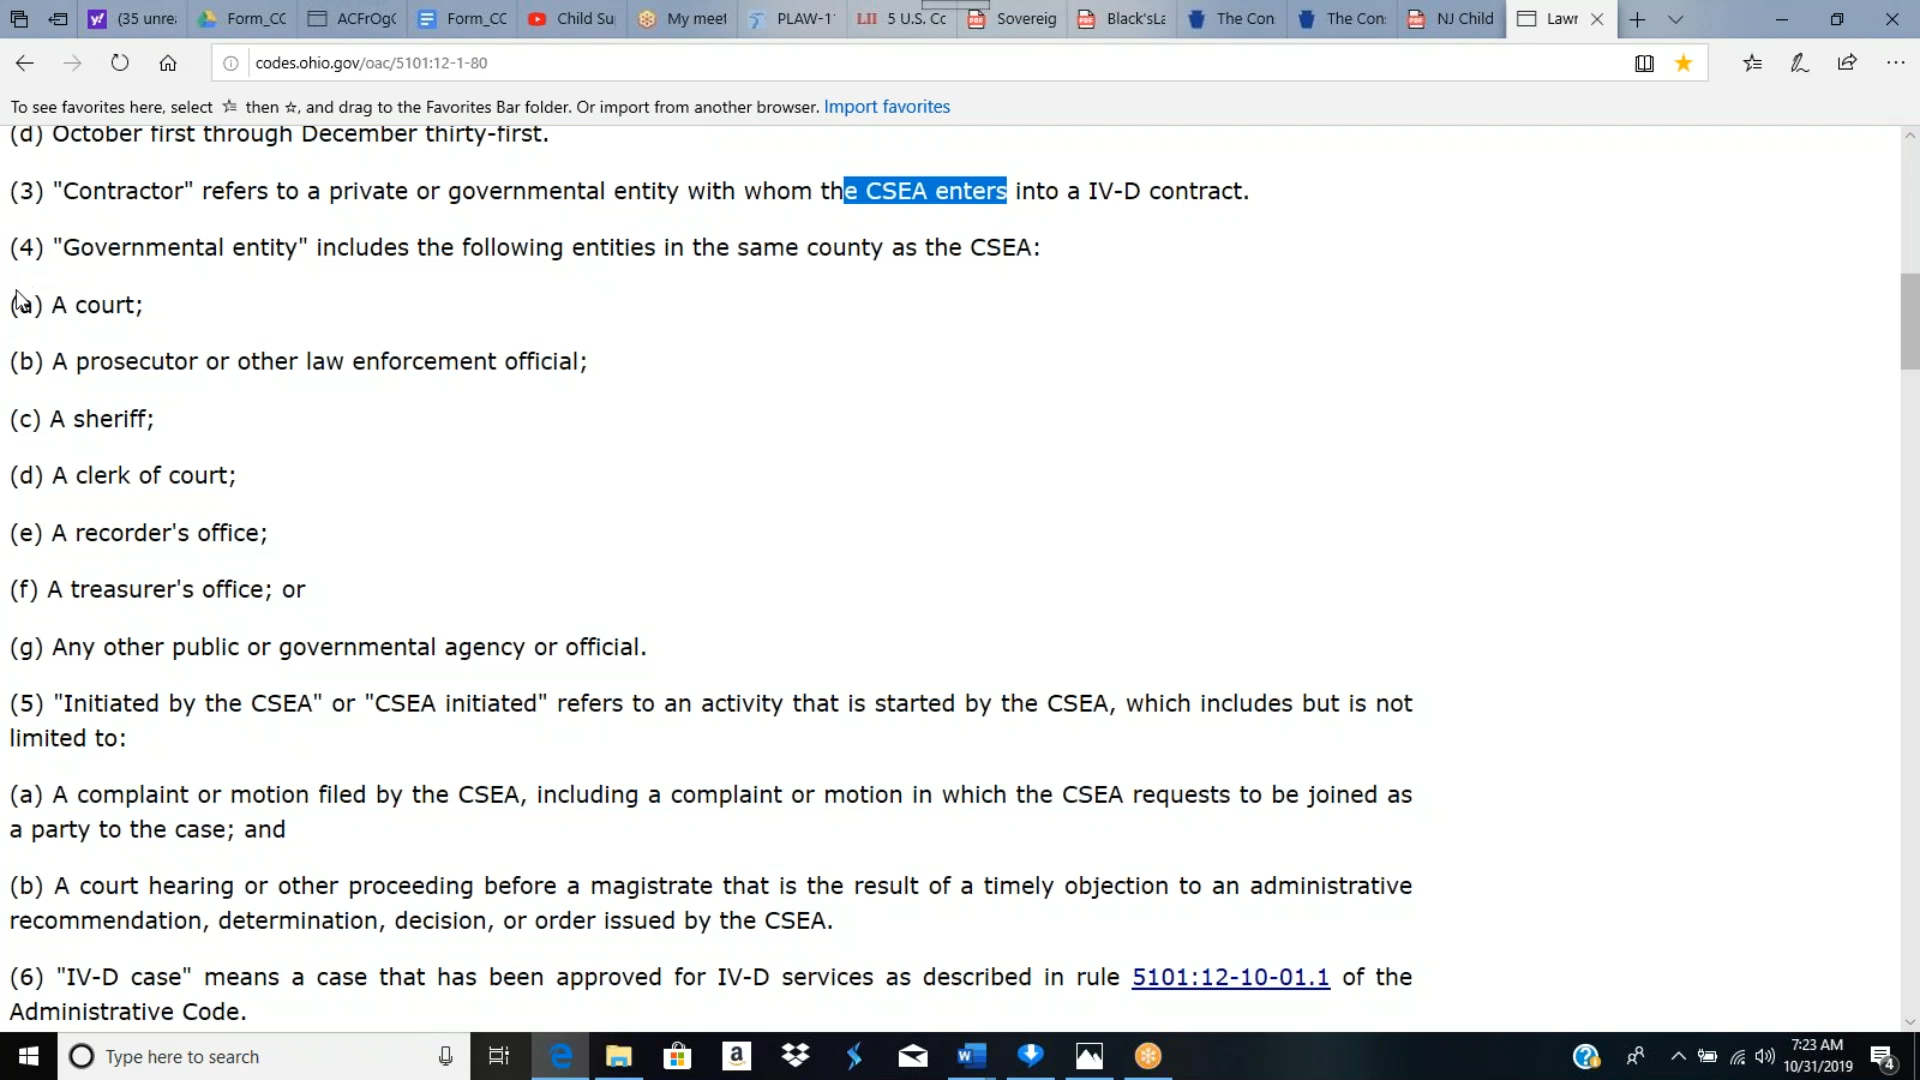 (35 unre
Form_CC
ACFrOgC
Form_CC
Child Su
My meet
PLAW-1
LII 5 U.S. Cc
Sovereig
Black'sLa
The Con
The Con
NJ Child
Lawr
codes.ohio.gov/oac/5101:12-1-80
To see favorites here, select then ☆, and drag to the Favorites Bar folder. Or import from another browser. Import favorites
(d) October first through December thirty-first.
(3) "Contractor" refers to a private or governmental entity with whom the CSEA enters into a IV-D contract.
(4) "Governmental entity" includes the following entities in the same county as the CSEA:
(a) A court;
(b) A prosecutor or other law enforcement official;
(c) A sheriff;
(d) A clerk of court;
(e) A recorder's office;
(f) A treasurer's office; or
(g) Any other public or governmental agency or official.
(5) "Initiated by the CSEA" or "CSEA initiated" refers to an activity that is started by the CSEA, which includes but is not
limited to:
(a) A complaint or motion filed by the CSEA, including a complaint or motion in which the CSEA requests to be joined as
a party to the case; and
(b) A court hearing or other proceeding before a magistrate that is the result of a timely objection to an administrative
recommendation, determination, decision, or order issued by the CSEA.
(6) "IV-D case" means a case that has been approved for IV-D services as described in rule 5101:12-10-01.1 of the
Administrative Code.
Type here to search
7:23 AM
10/31/2019
4